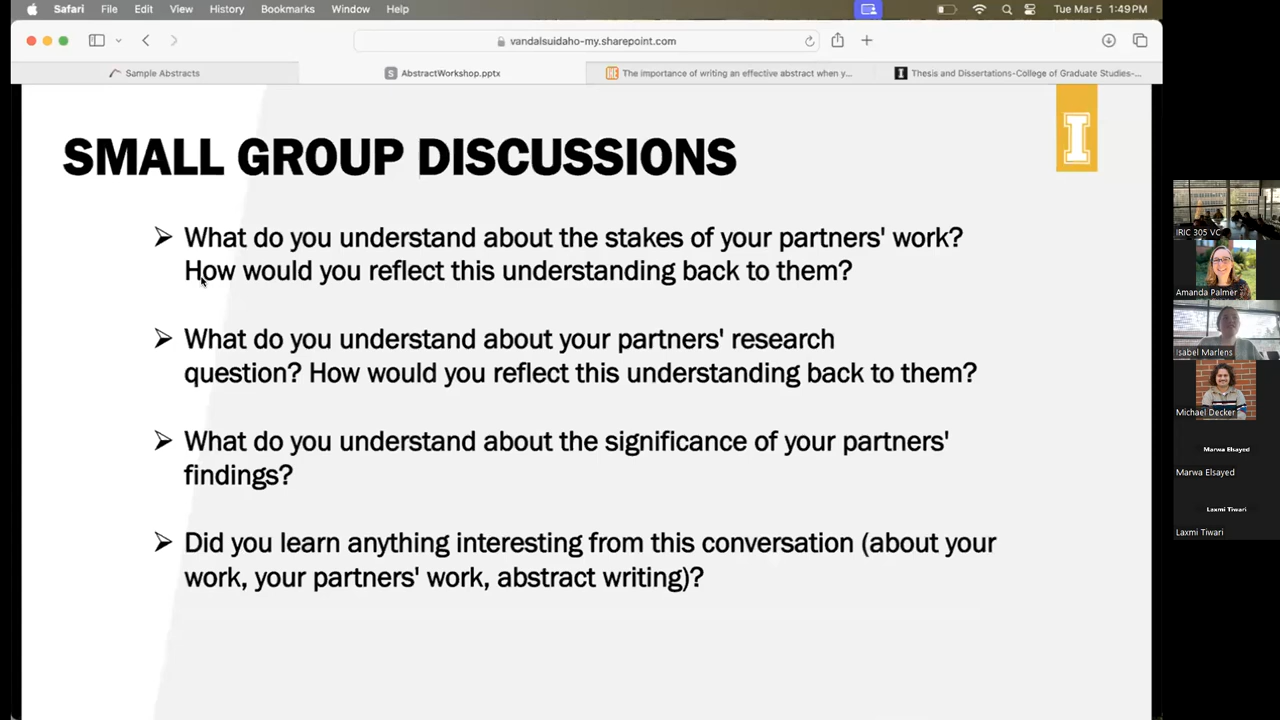 Safari File Edit View History Bookmarks Window Help Tue Mar 5 1:49 PM
vandalsuidaho-my.sharepoint.com
Sample Abstracts
AbstractWorkshop.pptx
The importance of writing an effective abstract when y...
Thesis and Dissertations-College of Graduate Studies-...
I
SMALL GROUP DISCUSSIONS
What do you understand about the stakes of your partners' work?
How would you reflect this understanding back to them?
What do you understand about your partners' research
question? How would you reflect this understanding back to them?
What do you understand about the significance of your partners'
findings?
Did you learn anything interesting from this conversation (about your
work, your partners' work, abstract writing)?
IRIC 305 VC
Amanda Palmer
Isabel Marlens
Michael Decker
Marwa Elsayed
Marwa Elsayed
Laxmi Tiwari
Laxmi Tiwari